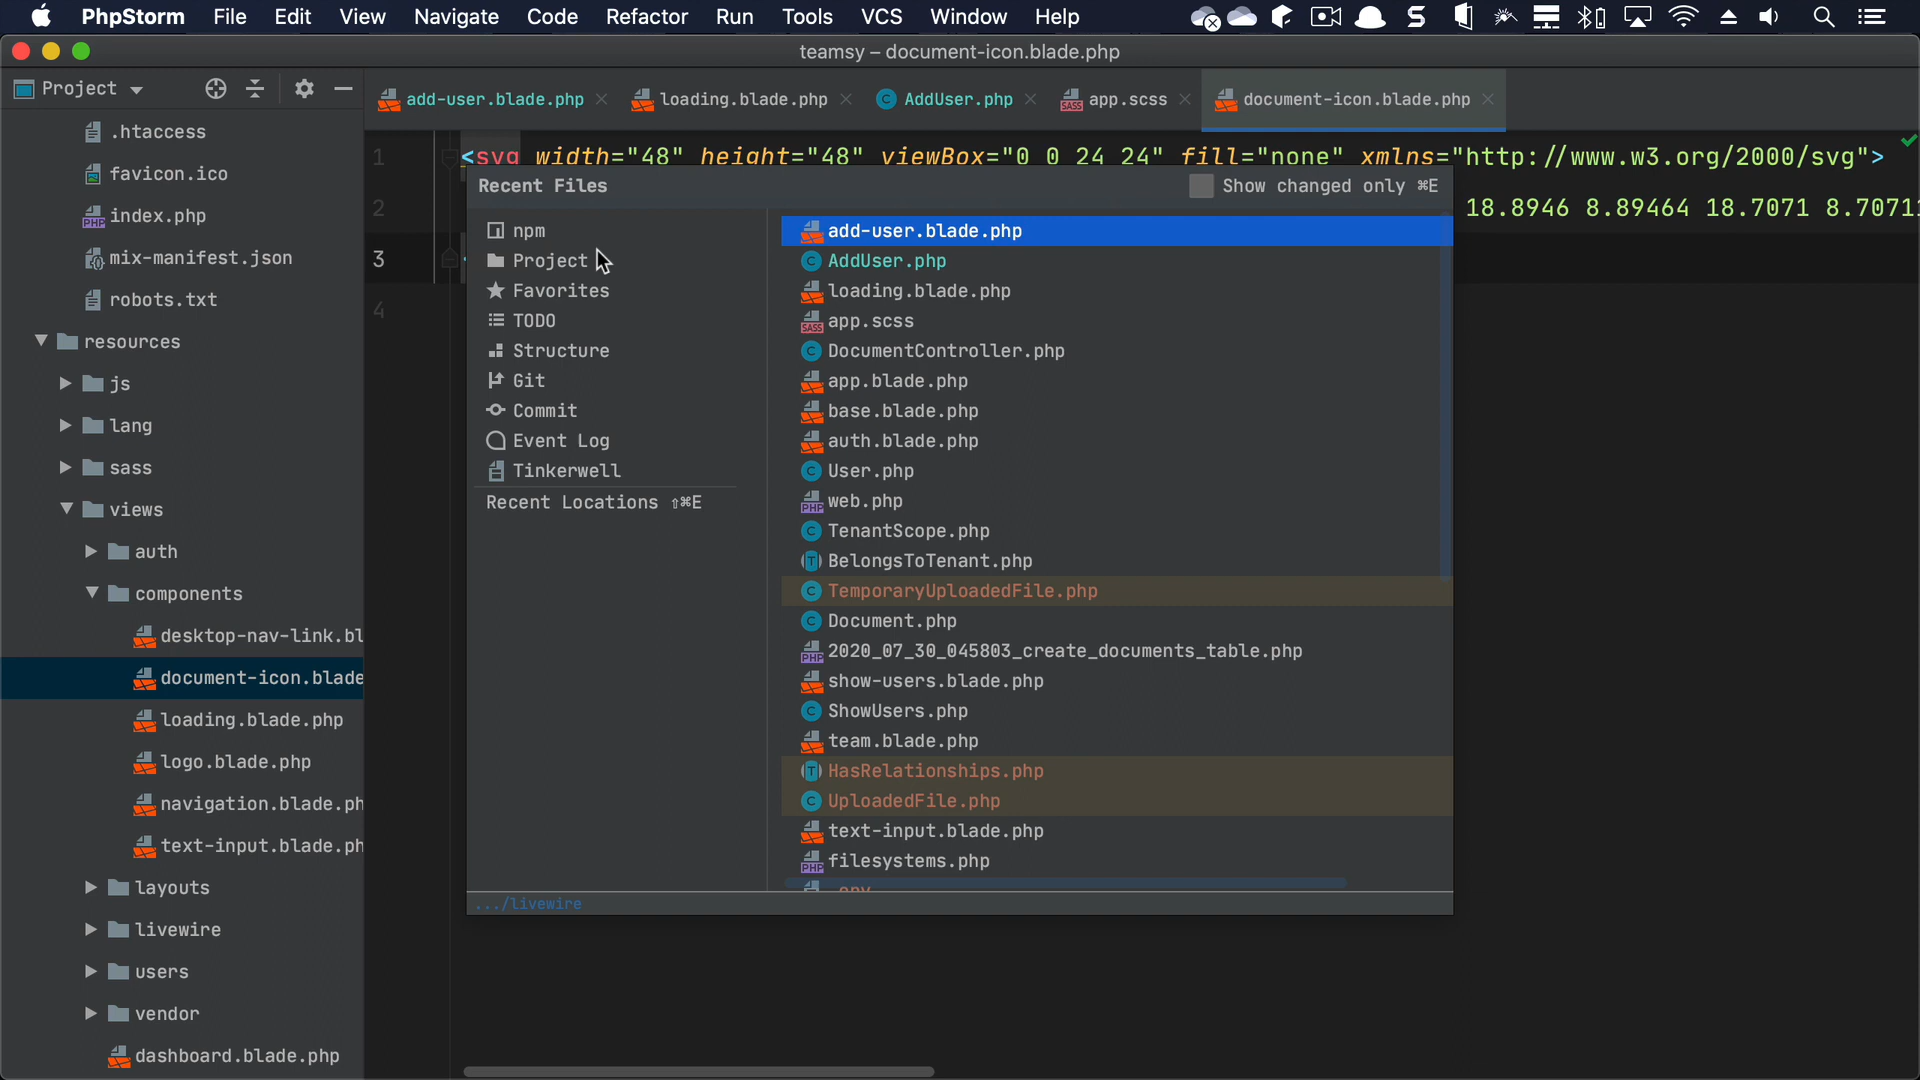 PhpStorm File Edit View Navigate Code Refactor Run Tools VCS Window Help
teamsy – document-icon.blade.php
Project
add-user.blade.php
loading.blade.php
AddUser.php
app.scss
document-icon.blade.php
.htaccess
favicon.ico
index.php
mix-manifest.json
robots.txt
resources
js
lang
sass
views
auth
components
desktop-nav-link.bl
document-icon.blade
loading.blade.php
logo.blade.php
navigation.blade.ph
text-input.blade.ph
layouts
livewire
users
vendor
dashboard.blade.php
1 <svg width="48" height="48" viewBox="0 0 24 24" fill="none" xmlns="http://www.w3.org/2000/svg">
2 18.8946 8.89464 18.7071 8.7071
3
4
Recent Files
Show changed only ⌘E
npm
Project
Favorites
TODO
Structure
Git
Commit
Event Log
Tinkerwell
Recent Locations ⇧⌘E
add-user.blade.php
AddUser.php
loading.blade.php
app.scss
DocumentController.php
app.blade.php
base.blade.php
auth.blade.php
User.php
web.php
TenantScope.php
BelongsToTenant.php
TemporaryUploadedFile.php
Document.php
2020_07_30_045803_create_documents_table.php
show-users.blade.php
ShowUsers.php
team.blade.php
HasRelationships.php
UploadedFile.php
text-input.blade.php
filesystems.php
.../livewire